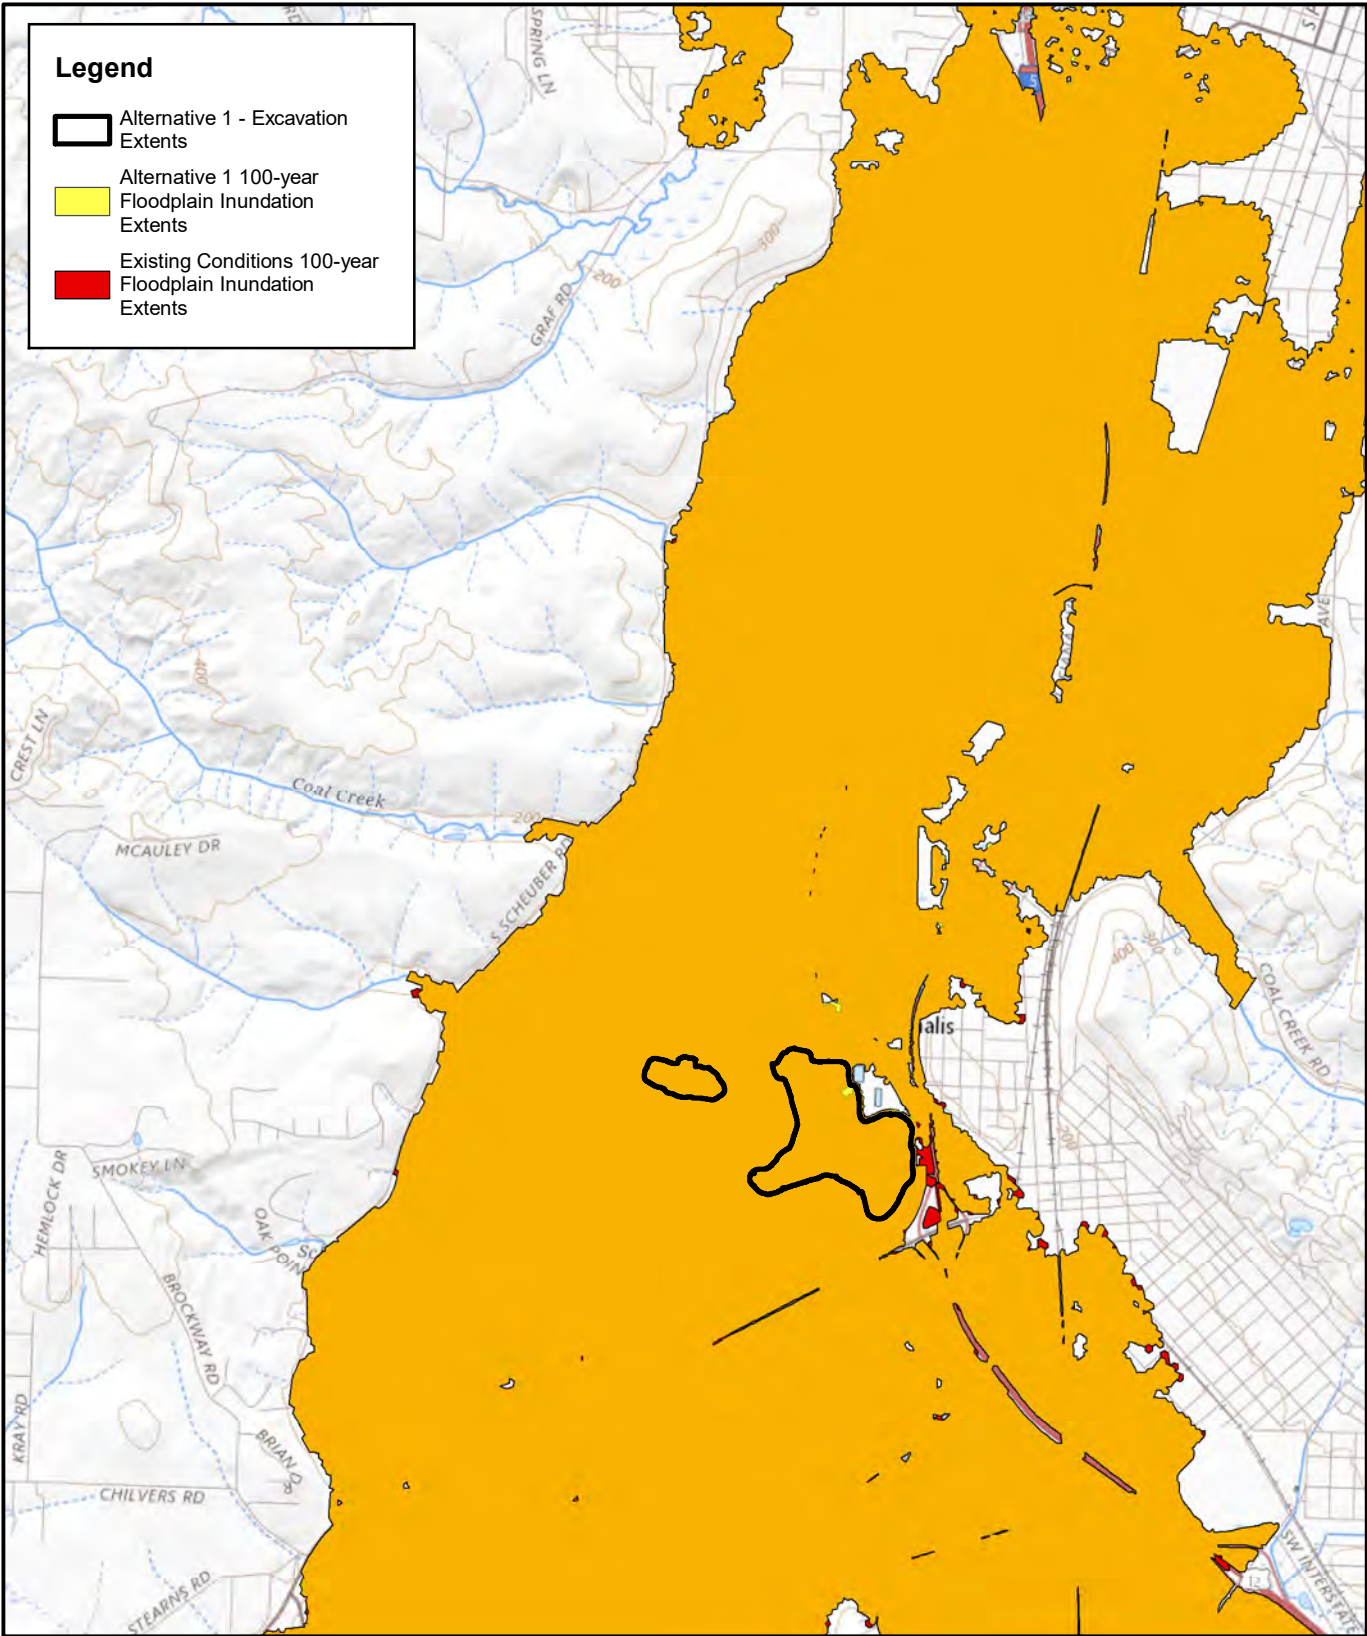 Legend
Alternative 1 - Excavation
Extents
Alternative 1 100-year
Floodplain Inundation
Extents
Existing Conditions 100-year
Floodplain Inundation
Extents
RD
SPRING LN
S P
5
300
200
GRAF RD
400
AVE
CREST LN
Coal Creek
200
MCAULEY DR
S SCHEUBER R
400
300
COAL CREEK RD
alis
200
SMOKEY LN
HEMLOCK DR
OAK POIN
Sc
BROCKWAY RD
KRAY RD
BRIAN D
CHILVERS RD
STEARNS RD
SW INTERSTATE
12